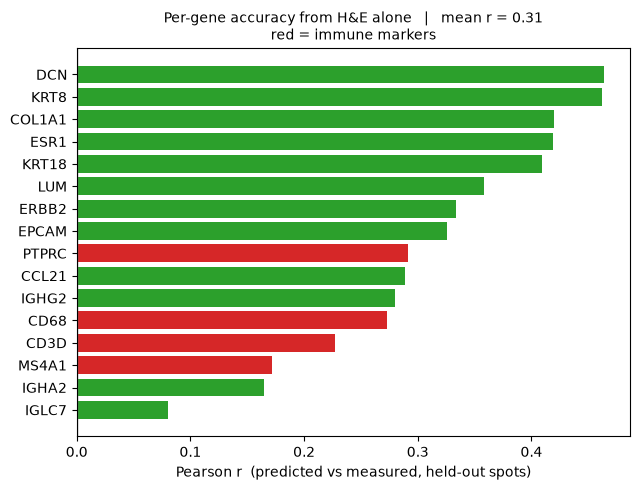 Per-gene accuracy from H&E alone | mean r = 0.31
red = immune markers
DCN
KRT8
COL1A1
ESR1
KRT18
LUM
ERBB2
EPCAM
PTPRC
CCL21
IGHG2
CD68
CD3D
MS4A1
IGHA2
IGLC7
0.0 0.1 0.2 0.3 0.4
Pearson r (predicted vs measured, held-out spots)